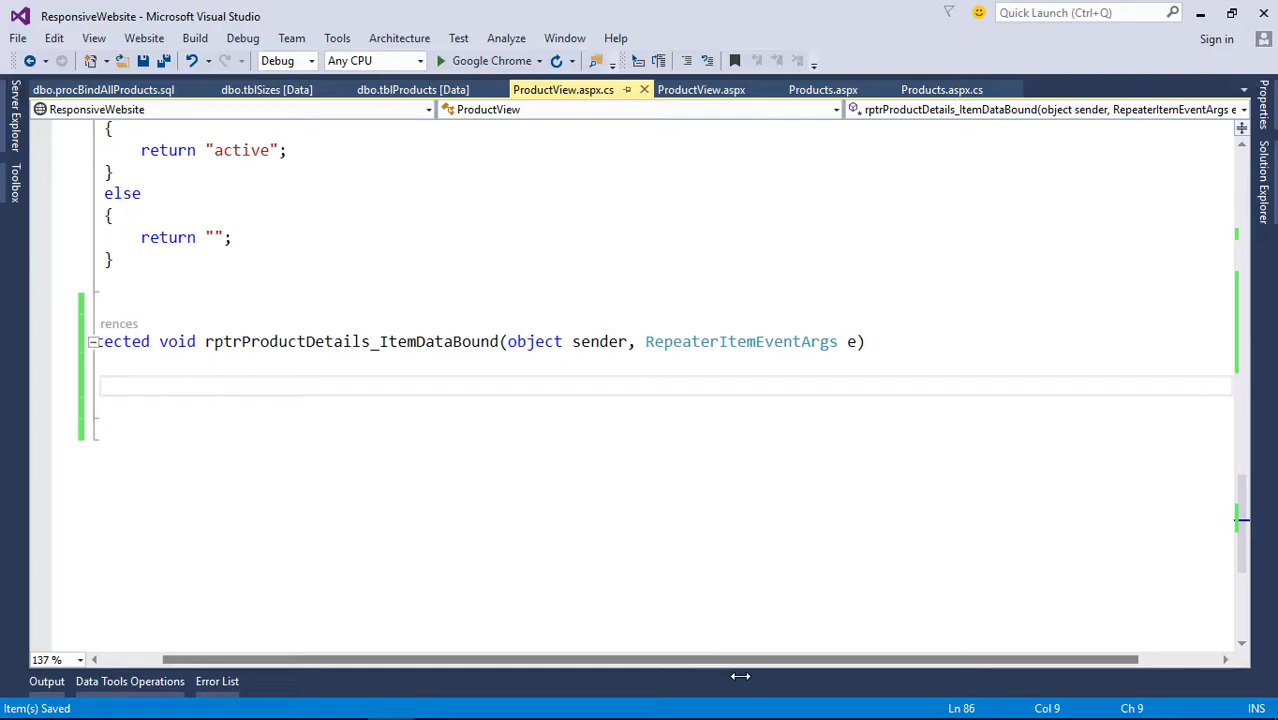 ResponsiveWebsite - Microsoft Visual Studio
Quick Launch (Ctrl+Q)
File Edit View Website Build Debug Team Tools Architecture Test Analyze Window Help
Sign in
Debug Any CPU Google Chrome
dbo.procBindAllProducts.sql dbo.tblSizes [Data] dbo.tblProducts [Data] ProductView.aspx.cs ProductView.aspx Products.aspx Products.aspx.cs
ResponsiveWebsite ProductView rptrProductDetails_ItemDataBound(object sender, RepeaterItemEventArgs e
Server Explorer
Toolbox
Properties
Solution Explorer
{
return "active";
}
else
{
return "";
}
rences
:ected void rptrProductDetails_ItemDataBound(object sender, RepeaterItemEventArgs e)
137 %
Output Data Tools Operations Error List
Item(s) Saved Ln 86 Col 9 Ch 9 INS